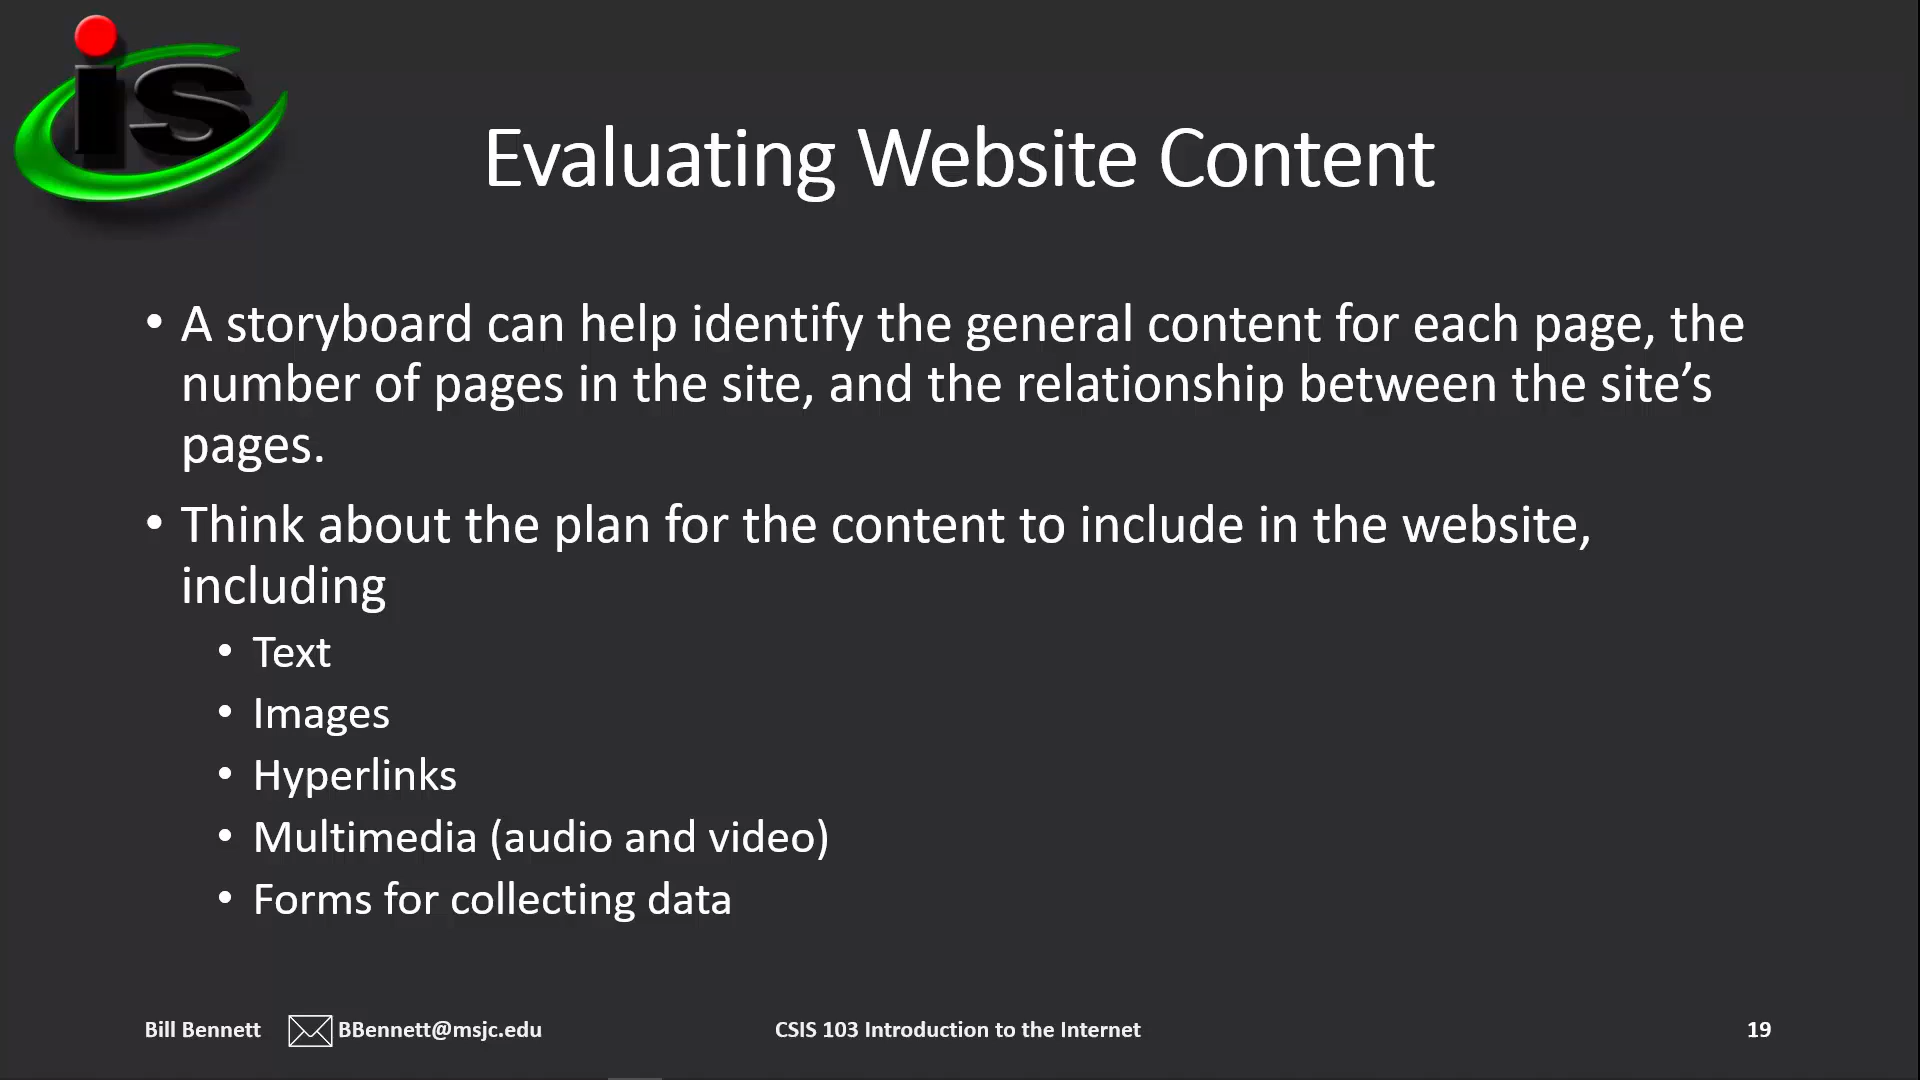 is
Evaluating Website Content
• A storyboard can help identify the general content for each page, the
number of pages in the site, and the relationship between the site’s
pages.
• Think about the plan for the content to include in the website,
including
• Text
• Images
• Hyperlinks
• Multimedia (audio and video)
• Forms for collecting data
Bill Bennett BBennett@msjc.edu CSIS 103 Introduction to the Internet 19